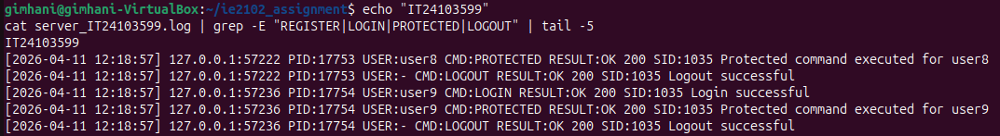 gimhani@gimhani-VirtualBox:~/ie2102_assignment$ echo "IT24103599"
cat server_IT24103599.log | grep -E "REGISTER|LOGIN|PROTECTED|LOGOUT" | tail -5
IT24103599
[2026-04-11 12:18:57] 127.0.0.1:57222 PID:17753 USER:user8 CMD:PROTECTED RESULT:OK 200 SID:1035 Protected command executed for user8
[2026-04-11 12:18:57] 127.0.0.1:57222 PID:17753 USER:- CMD:LOGOUT RESULT:OK 200 SID:1035 Logout successful
[2026-04-11 12:18:57] 127.0.0.1:57236 PID:17754 USER:user9 CMD:LOGIN RESULT:OK 200 SID:1035 Login successful
[2026-04-11 12:18:57] 127.0.0.1:57236 PID:17754 USER:user9 CMD:PROTECTED RESULT:OK 200 SID:1035 Protected command executed for user9
[2026-04-11 12:18:57] 127.0.0.1:57236 PID:17754 USER:- CMD:LOGOUT RESULT:OK 200 SID:1035 Logout successful